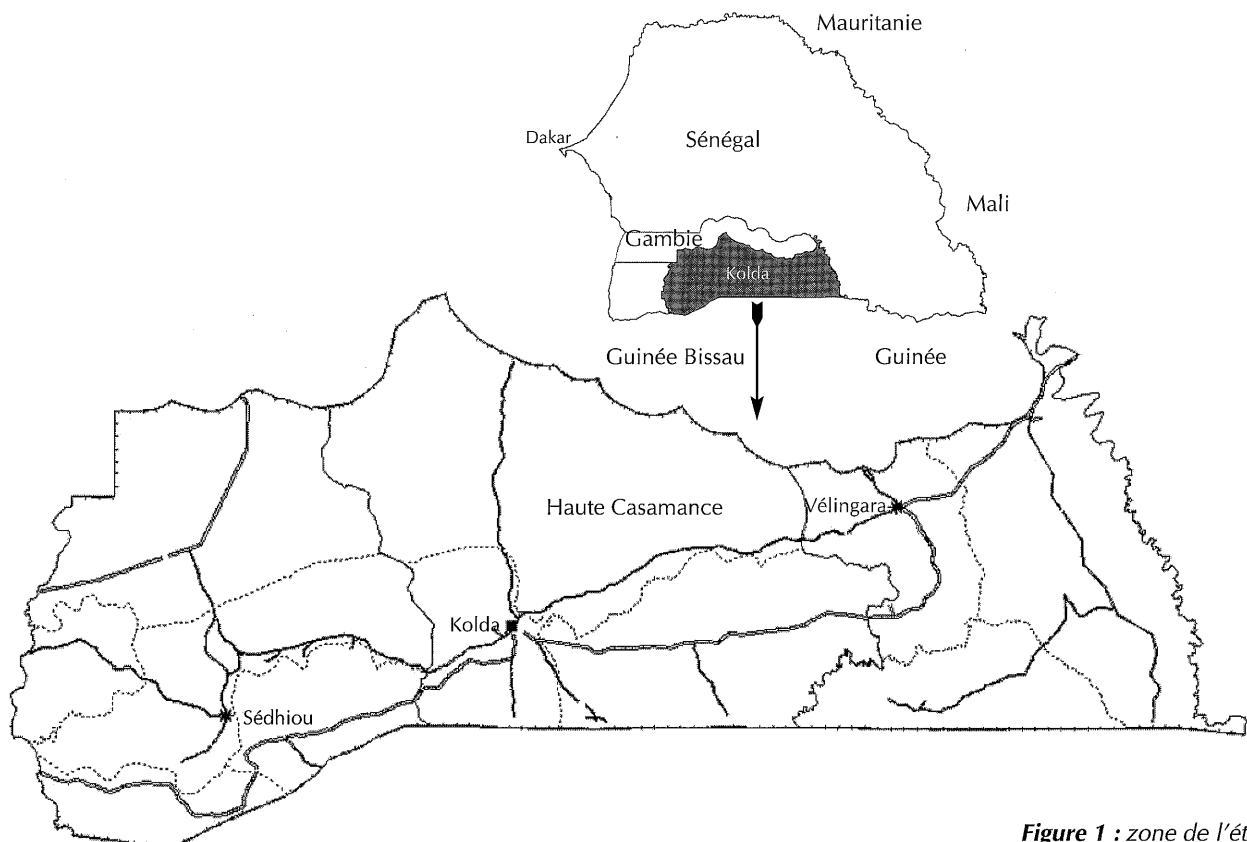 Mauritanie
Dakar
Sénégal
Mali
Gambie
Kolda
Guinée Bissau
Guinée
Haute Casamance
Vélingara
Kolda
Sédhiou
Figure 1 : zone de l'ét